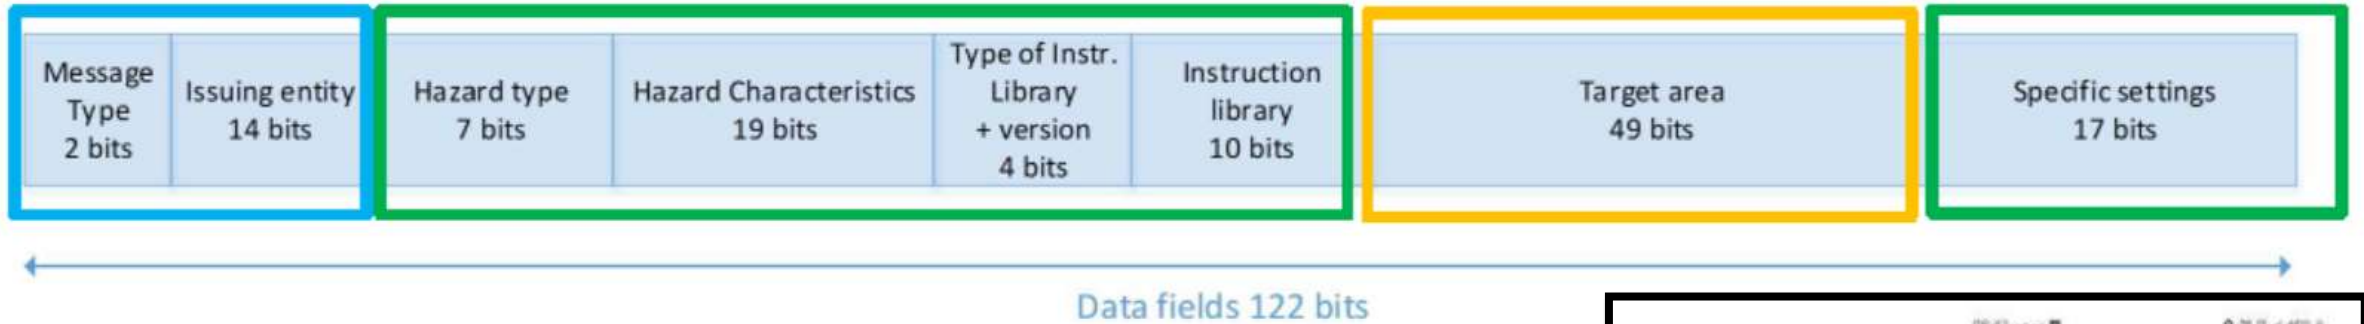 Message
Type
2 bits
Issuing entity
14 bits
Hazard type
7 bits
Hazard Characteristics
19 bits
Type of Instr.
Library
+ version
4 bits
Instruction
library
10 bits
Target area
49 bits
Specific settings
17 bits
Data fields 122 bits